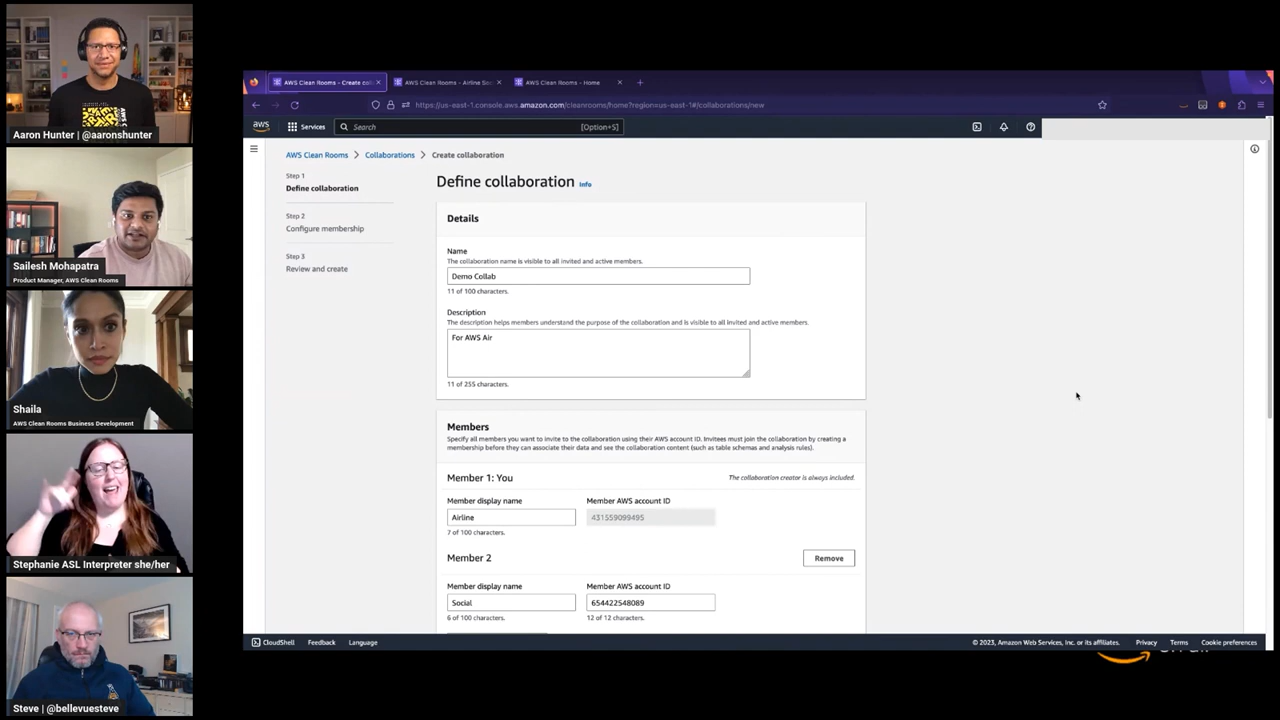 Aaron Hunter | @aaronshunter
Sailesh Mohapatra
Product Manager, AWS Clean Rooms
Shaila
AWS Clean Rooms Business Development
Stephanie ASL Interpreter she/her
Steve | @bellevuesteve
AWS Clean Rooms - Create coll
AWS Clean Rooms - Airline Soc
AWS Clean Rooms - Home
https://us-east-1.console.aws.amazon.com/cleanrooms/home?region=us-east-1#/collaborations/new
aws
Services
Search
[Option+S]
AWS Clean Rooms > Collaborations > Create collaboration
Step 1
Define collaboration
Step 2
Configure membership
Step 3
Review and create
Define collaboration Info
Details
Name
The collaboration name is visible to all invited and active members.
Demo Collab
11 of 100 characters.
Description
The description helps members understand the purpose of the collaboration and is visible to all invited and active members.
For AWS Air
11 of 255 characters.
Members
Specify all members you want to invite to the collaboration using their AWS account ID. Invitees must join the collaboration by creating a
membership before they can associate their data and see the collaboration content (such as table schemas and analysis rules).
Member 1: You
The collaboration creator is always included.
Member display name
Member AWS account ID
Airline
431559099495
7 of 100 characters.
Member 2
Remove
Member display name
Member AWS account ID
Social
654422548089
6 of 100 characters.
12 of 12 characters.
CloudShell
Feedback
Language
© 2023, Amazon Web Services, Inc. or its affiliates.
Privacy
Terms
Cookie preferences